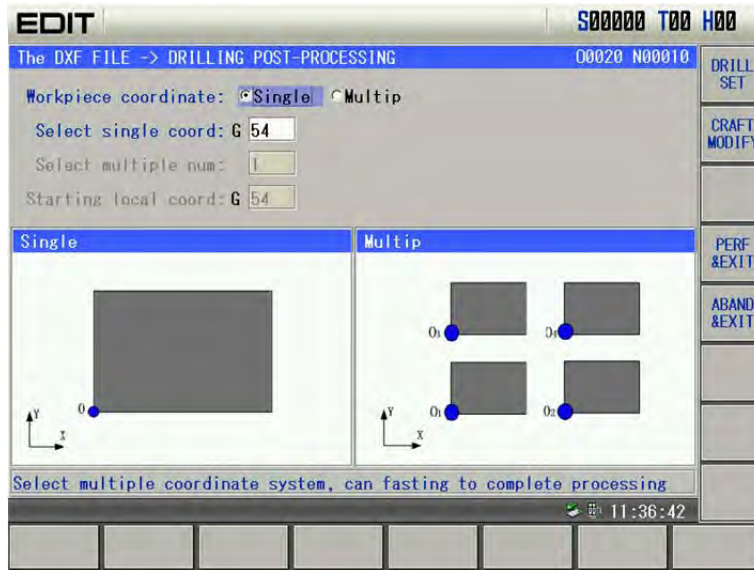 EDIT
S00000 T00 H00
The DXF FILE -> DRILLING POST-PROCESSING O0020 N00010
Workpiece coordinate: Single Multip
Select single coord: G 54
Select multiple num: 1
Starting local coord: G 54
Single
Multip
O3
O4
O1
O2
O
Y
X
Y
X
Select multiple coordinate system, can fasting to complete processing
11:36:42
DRILL
SET
CRAFT
MODIFY
PERF
&EXIT
ABAND
&EXIT